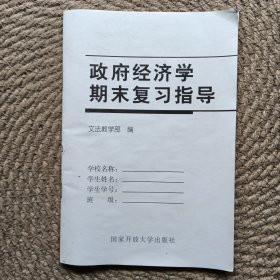 政府经济学
期末复习指导
文法教学部 编
学校名称：
学生姓名：
学生学号：
班 级：
国家开放大学出版社